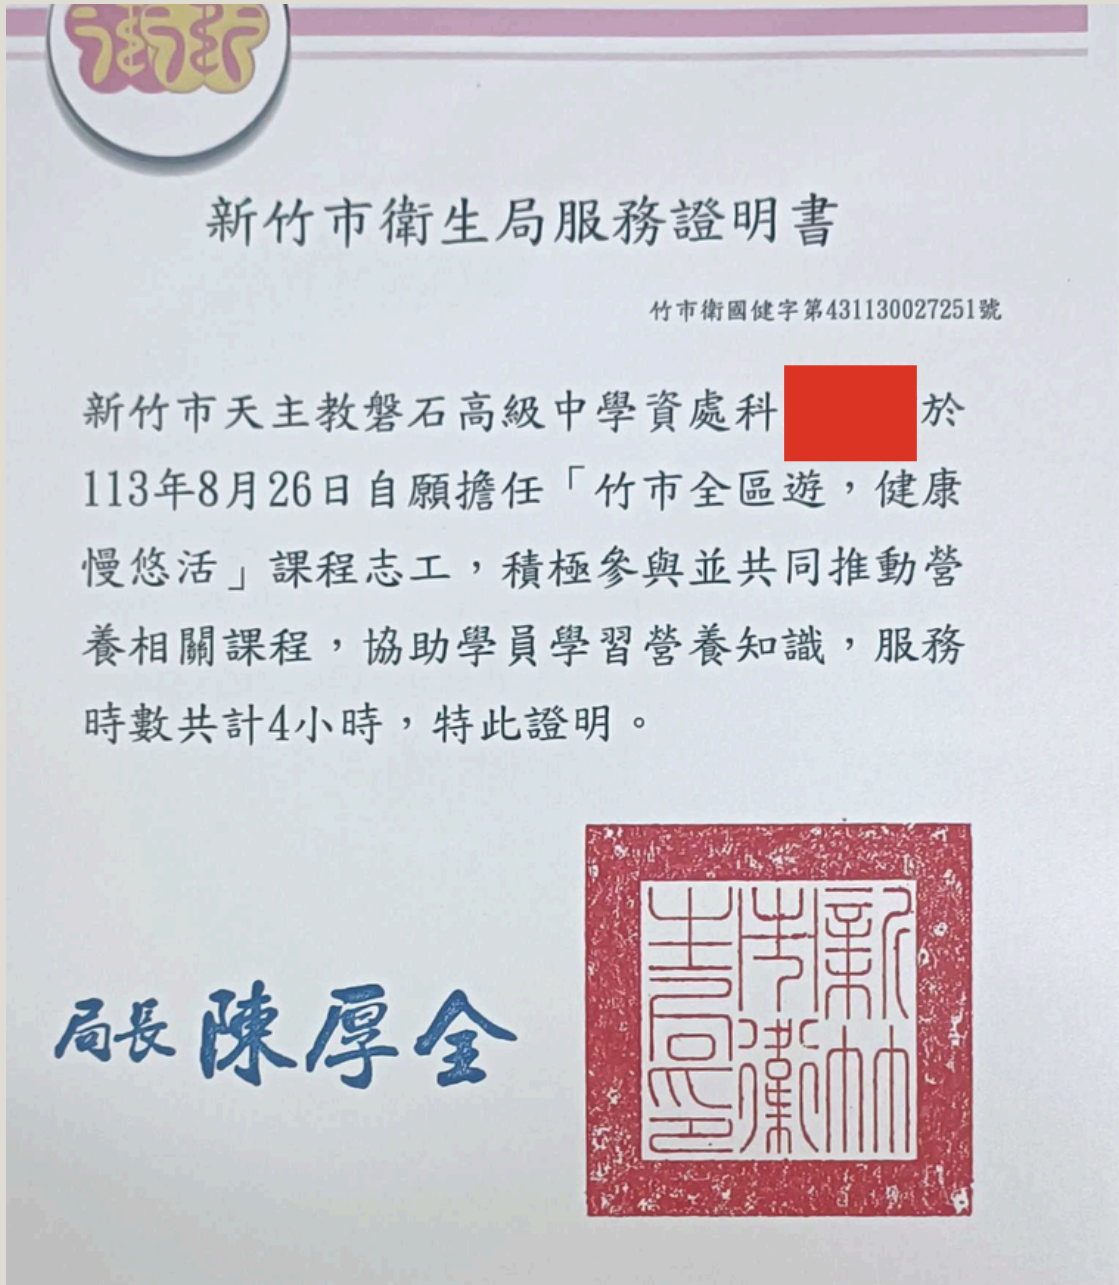 新竹市衛生局服務證明書
竹市衛國健字第431130027251號
新竹市天主教磐石高級中學資處科 於
113年8月26日自願擔任「竹市全區遊，健康
慢悠活」課程志工，積極參與並共同推動營
養相關課程，協助學員學習營養知識，服務
時數共計4小時，特此證明。
局長 陳厚全
新竹市衛生局印